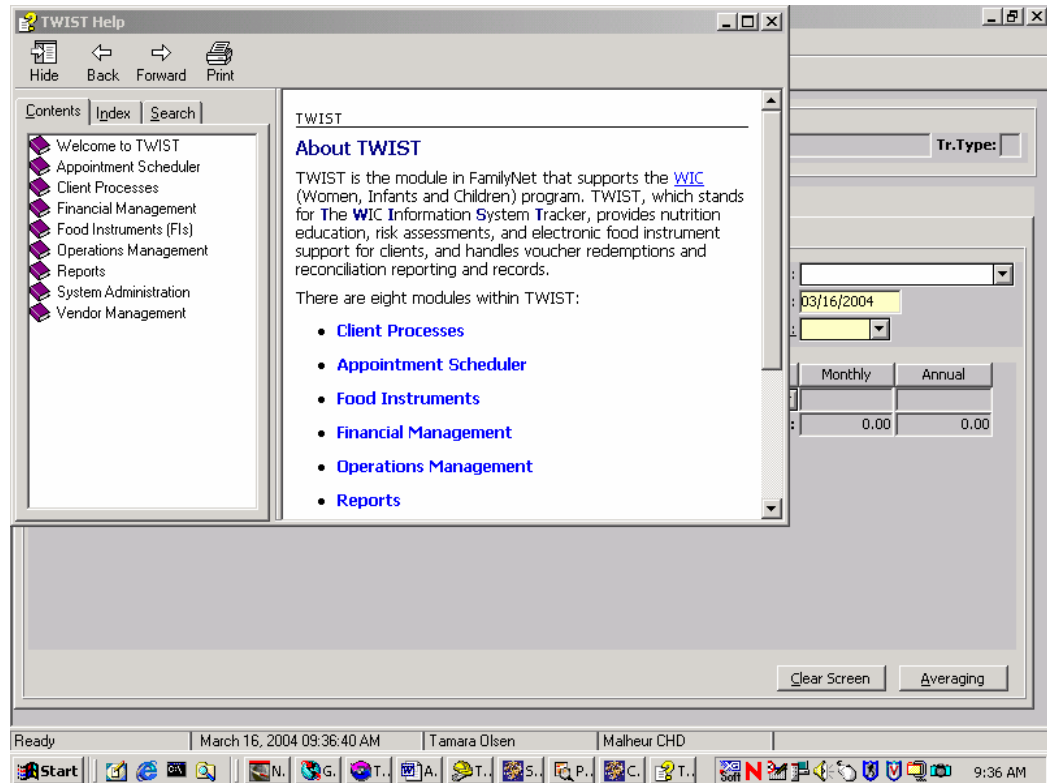 TWIST Help
Hide Back Forward Print
Contents Index Search
Welcome to TWIST
Appointment Scheduler
Client Processes
Financial Management
Food Instruments (FIs)
Operations Management
Reports
System Administration
Vendor Management
TWIST
About TWIST
TWIST is the module in FamilyNet that supports the WIC
(Women, Infants and Children) program. TWIST, which stands
for The WIC Information System Tracker, provides nutrition
education, risk assessments, and electronic food instrument
support for clients, and handles voucher redemptions and
reconciliation reporting and records.
There are eight modules within TWIST:
• Client Processes
• Appointment Scheduler
• Food Instruments
• Financial Management
• Operations Management
• Reports
Tr.Type:
:
: 03/16/2004
:
Monthly Annual
: 0.00 0.00
Clear Screen Averaging
Ready March 16, 2004 09:36:40 AM Tamara Olsen Malheur CHD
Start N.. G.. T.. A.. T.. S.. P.. C.. T.. 9:36 AM